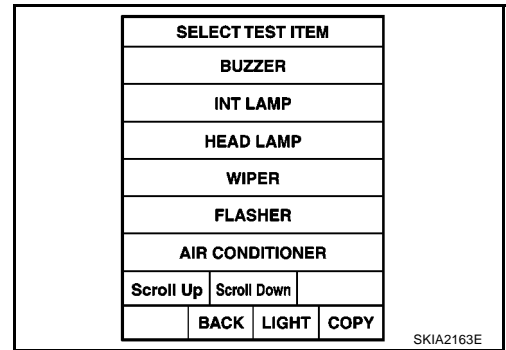 SELECT TEST ITEM
BUZZER
INT LAMP
HEAD LAMP
WIPER
FLASHER
AIR CONDITIONER
Scroll Up Scroll Down
BACK LIGHT COPY
SKIA2163E